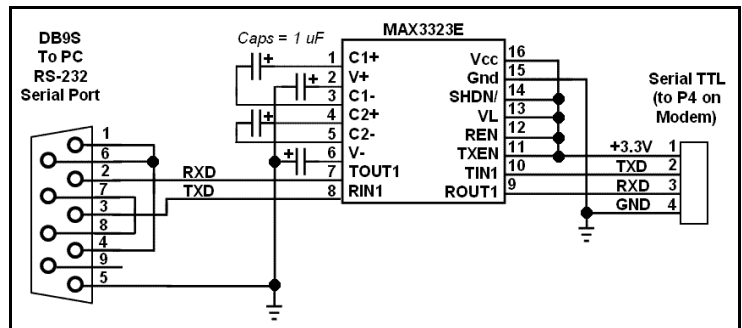 DB9S
To PC
RS-232
Serial Port
Caps = 1 uF
MAX3323E
1 C1+
2 V+
3 C1-
4 C2+
5 C2-
6 V-
7 TOUT1
8 RIN1
Vcc 16
Gnd 15
SHDN/ 14
VL 13
REN 12
TXEN 11
TIN1 10
ROUT1 9
Serial TTL
(to P4 on
Modem)
+3.3V 1
TXD 2
RXD 3
GND 4
1
6
2
7
3
8
4
9
5
RXD
TXD
+
+
+
+